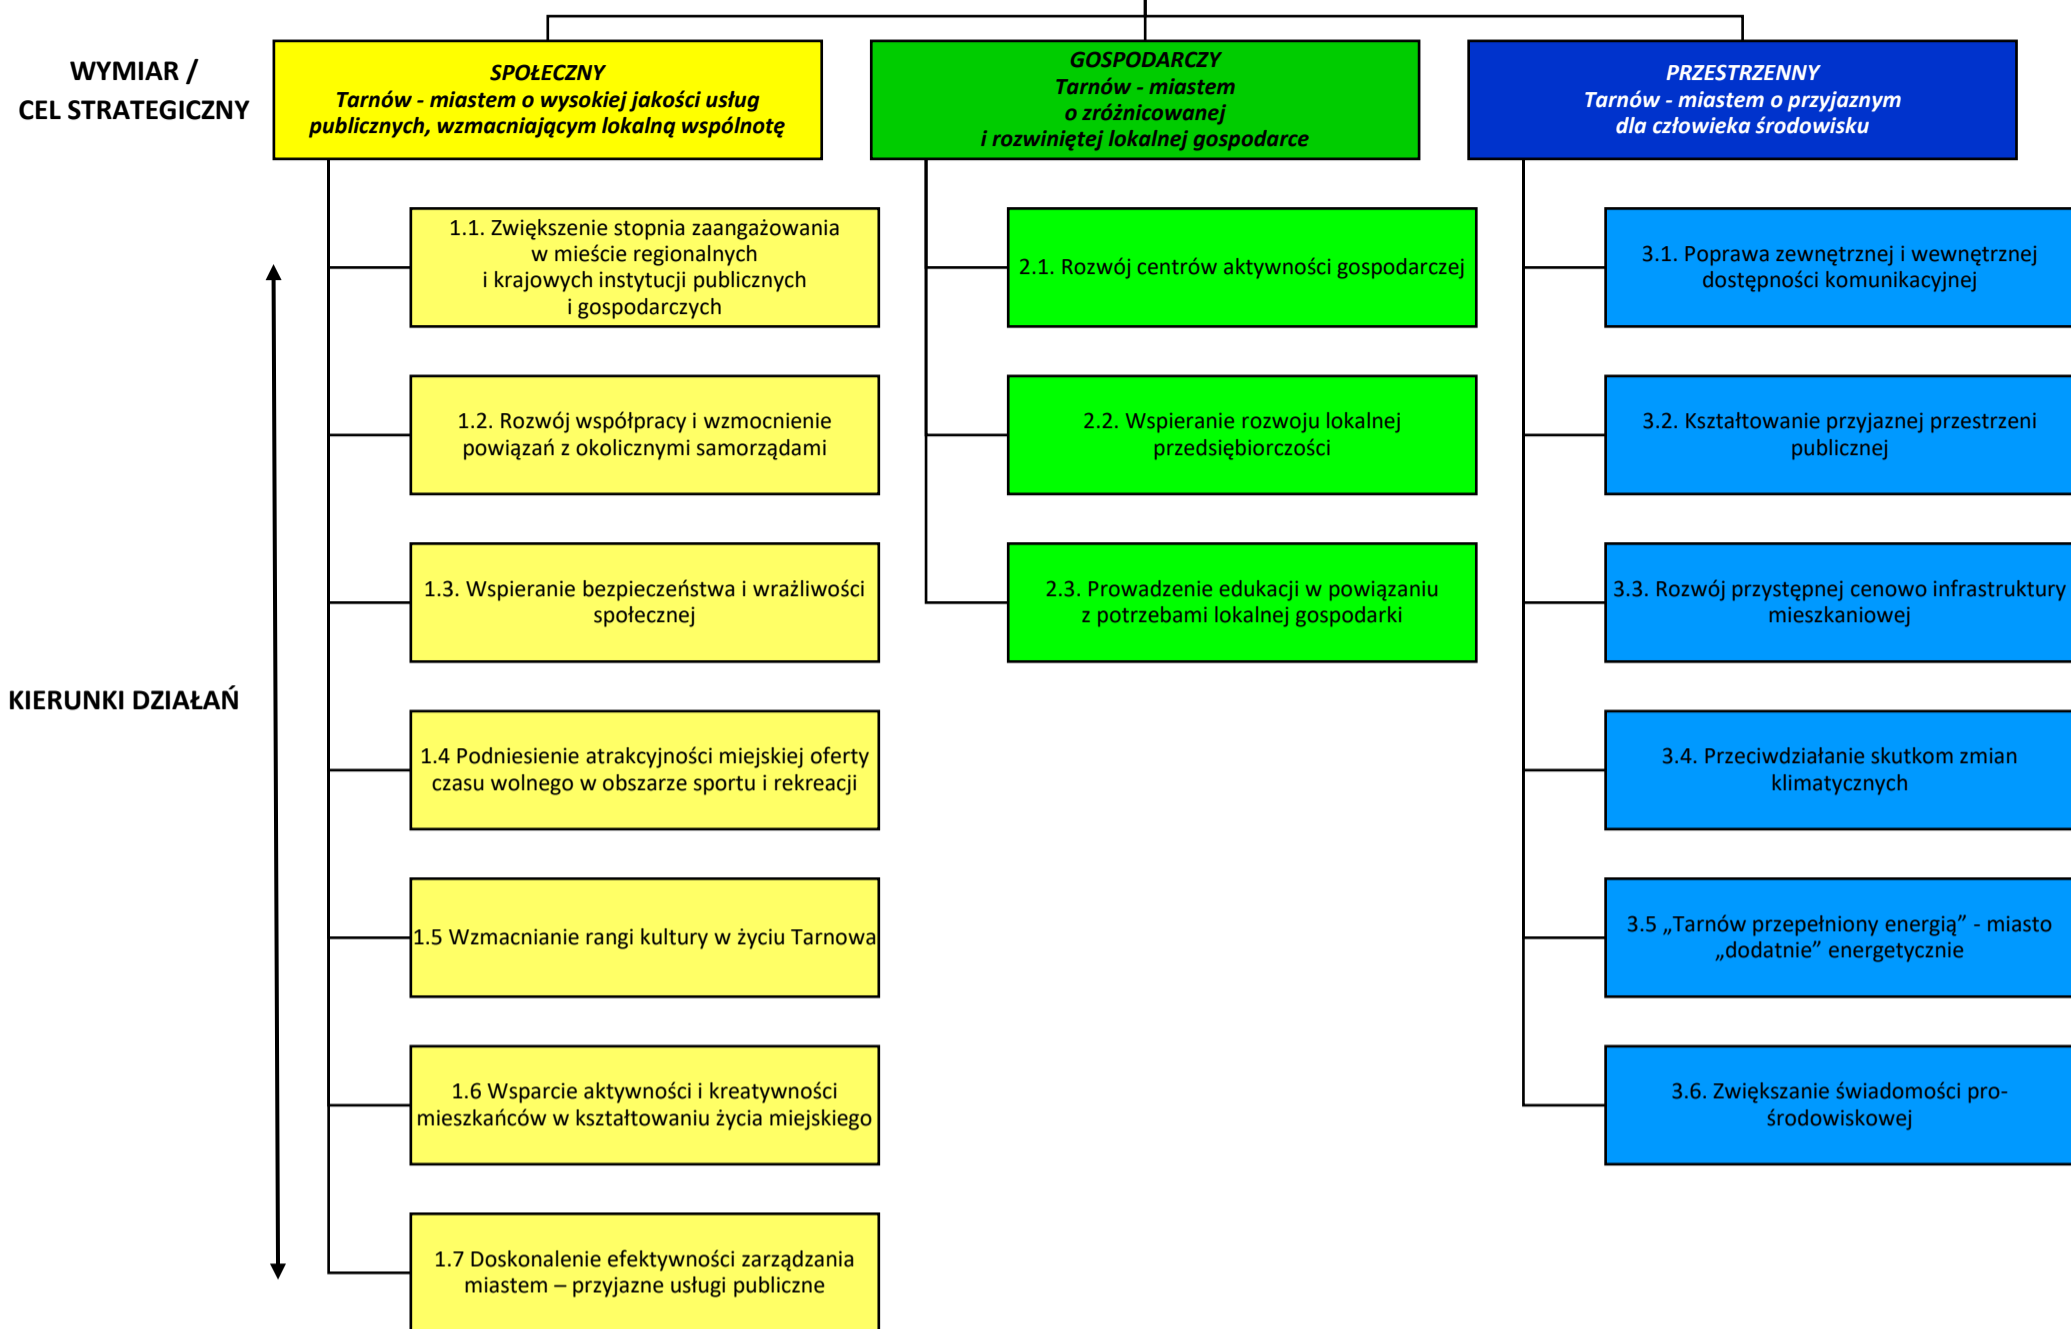 WYMIAR /
CEL STRATEGICZNY
SPOŁECZNY
Tarnów - miastem o wysokiej jakości usług
publicznych, wzmacniającym lokalną wspólnotę
GOSPODARCZY
Tarnów - miastem
o zróżnicowanej
i rozwiniętej lokalnej gospodarce
PRZESTRZENNY
Tarnów - miastem o przyjaznym
dla człowieka środowisku
KIERUNKI DZIAŁAŃ
1.1. Zwiększenie stopnia zaangażowania
w mieście regionalnych
i krajowych instytucji publicznych
i gospodarczych
1.2. Rozwój współpracy i wzmocnienie
powiązań z okolicznymi samorządami
1.3. Wspieranie bezpieczeństwa i wrażliwości
społecznej
1.4 Podniesienie atrakcyjności miejskiej oferty
czasu wolnego w obszarze sportu i rekreacji
1.5 Wzmacnianie rangi kultury w życiu Tarnowa
1.6 Wsparcie aktywności i kreatywności
mieszkańców w kształtowaniu życia miejskiego
1.7 Doskonalenie efektywności zarządzania
miastem – przyjazne usługi publiczne
2.1. Rozwój centrów aktywności gospodarczej
2.2. Wspieranie rozwoju lokalnej
przedsiębiorczości
2.3. Prowadzenie edukacji w powiązaniu
z potrzebami lokalnej gospodarki
3.1. Poprawa zewnętrznej i wewnętrznej
dostępności komunikacyjnej
3.2. Kształtowanie przyjaznej przestrzeni
publicznej
3.3. Rozwój przystępnej cenowo infrastruktury
mieszkaniowej
3.4. Przeciwdziałanie skutkom zmian
klimatycznych
3.5 „Tarnów przepełniony energią” - miasto
„dodatnie” energetycznie
3.6. Zwiększanie świadomości pro-
środowiskowej